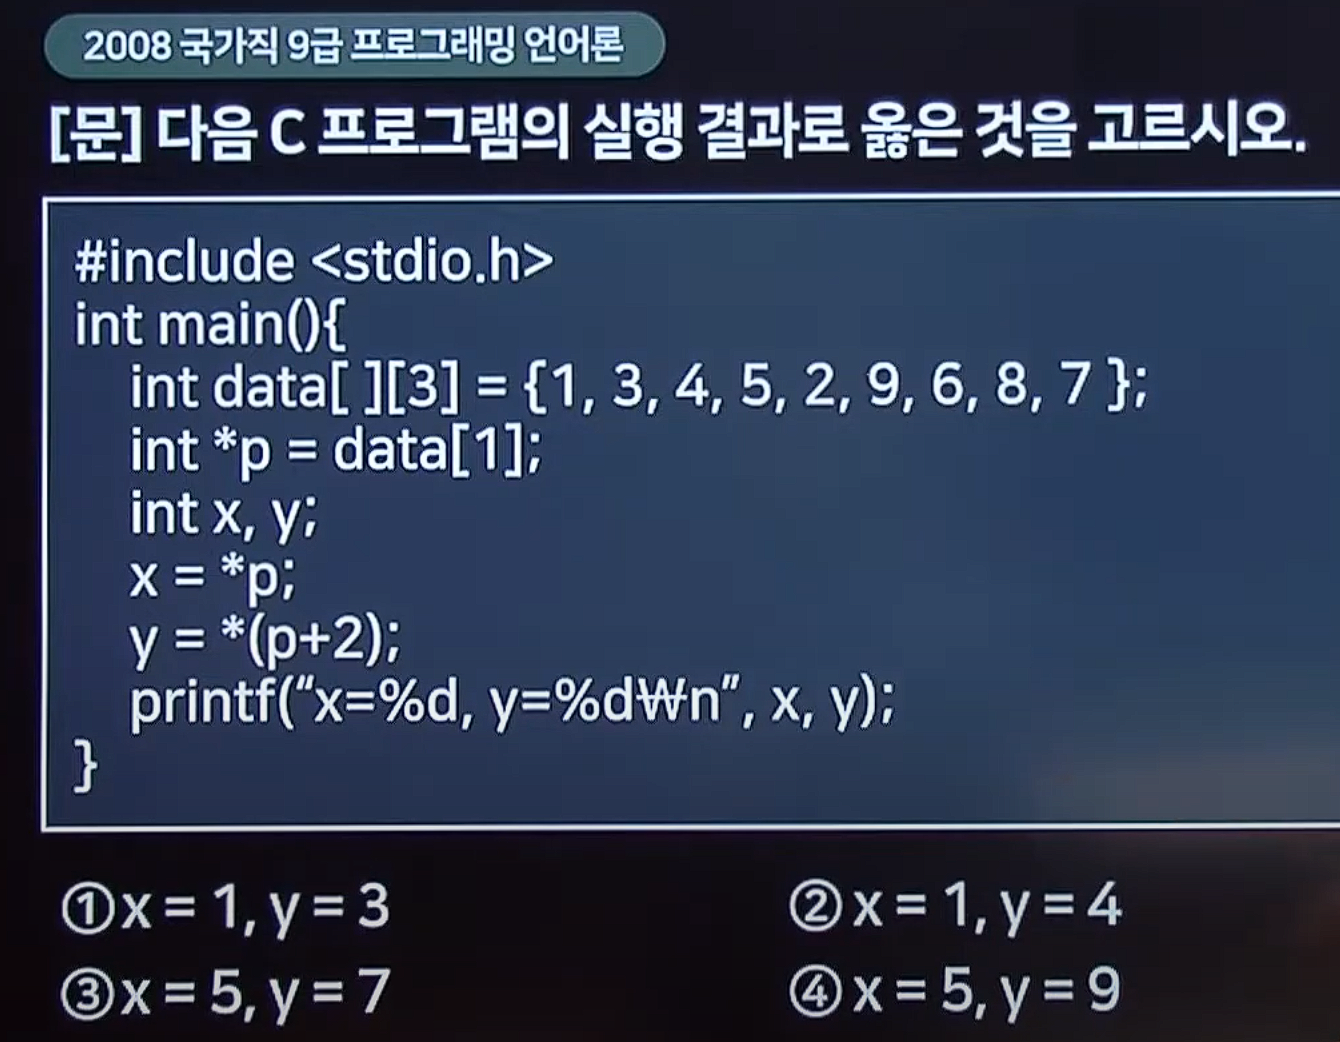 2008 국가직 9급 프로그래밍 언어론
[문] 다음 C 프로그램의 실행 결과로 옳은 것을 고르시오.
#include <stdio.h>
int main(){
int data[ ][3] = {1, 3, 4, 5, 2, 9, 6, 8, 7 };
int *p = data[1];
int x, y;
x = *p;
y = *(p+2);
printf(“x=%d, y=%d₩n”, x, y);
}
①x = 1, y = 3
②x = 1, y = 4
③x = 5, y = 7
④x = 5, y = 9